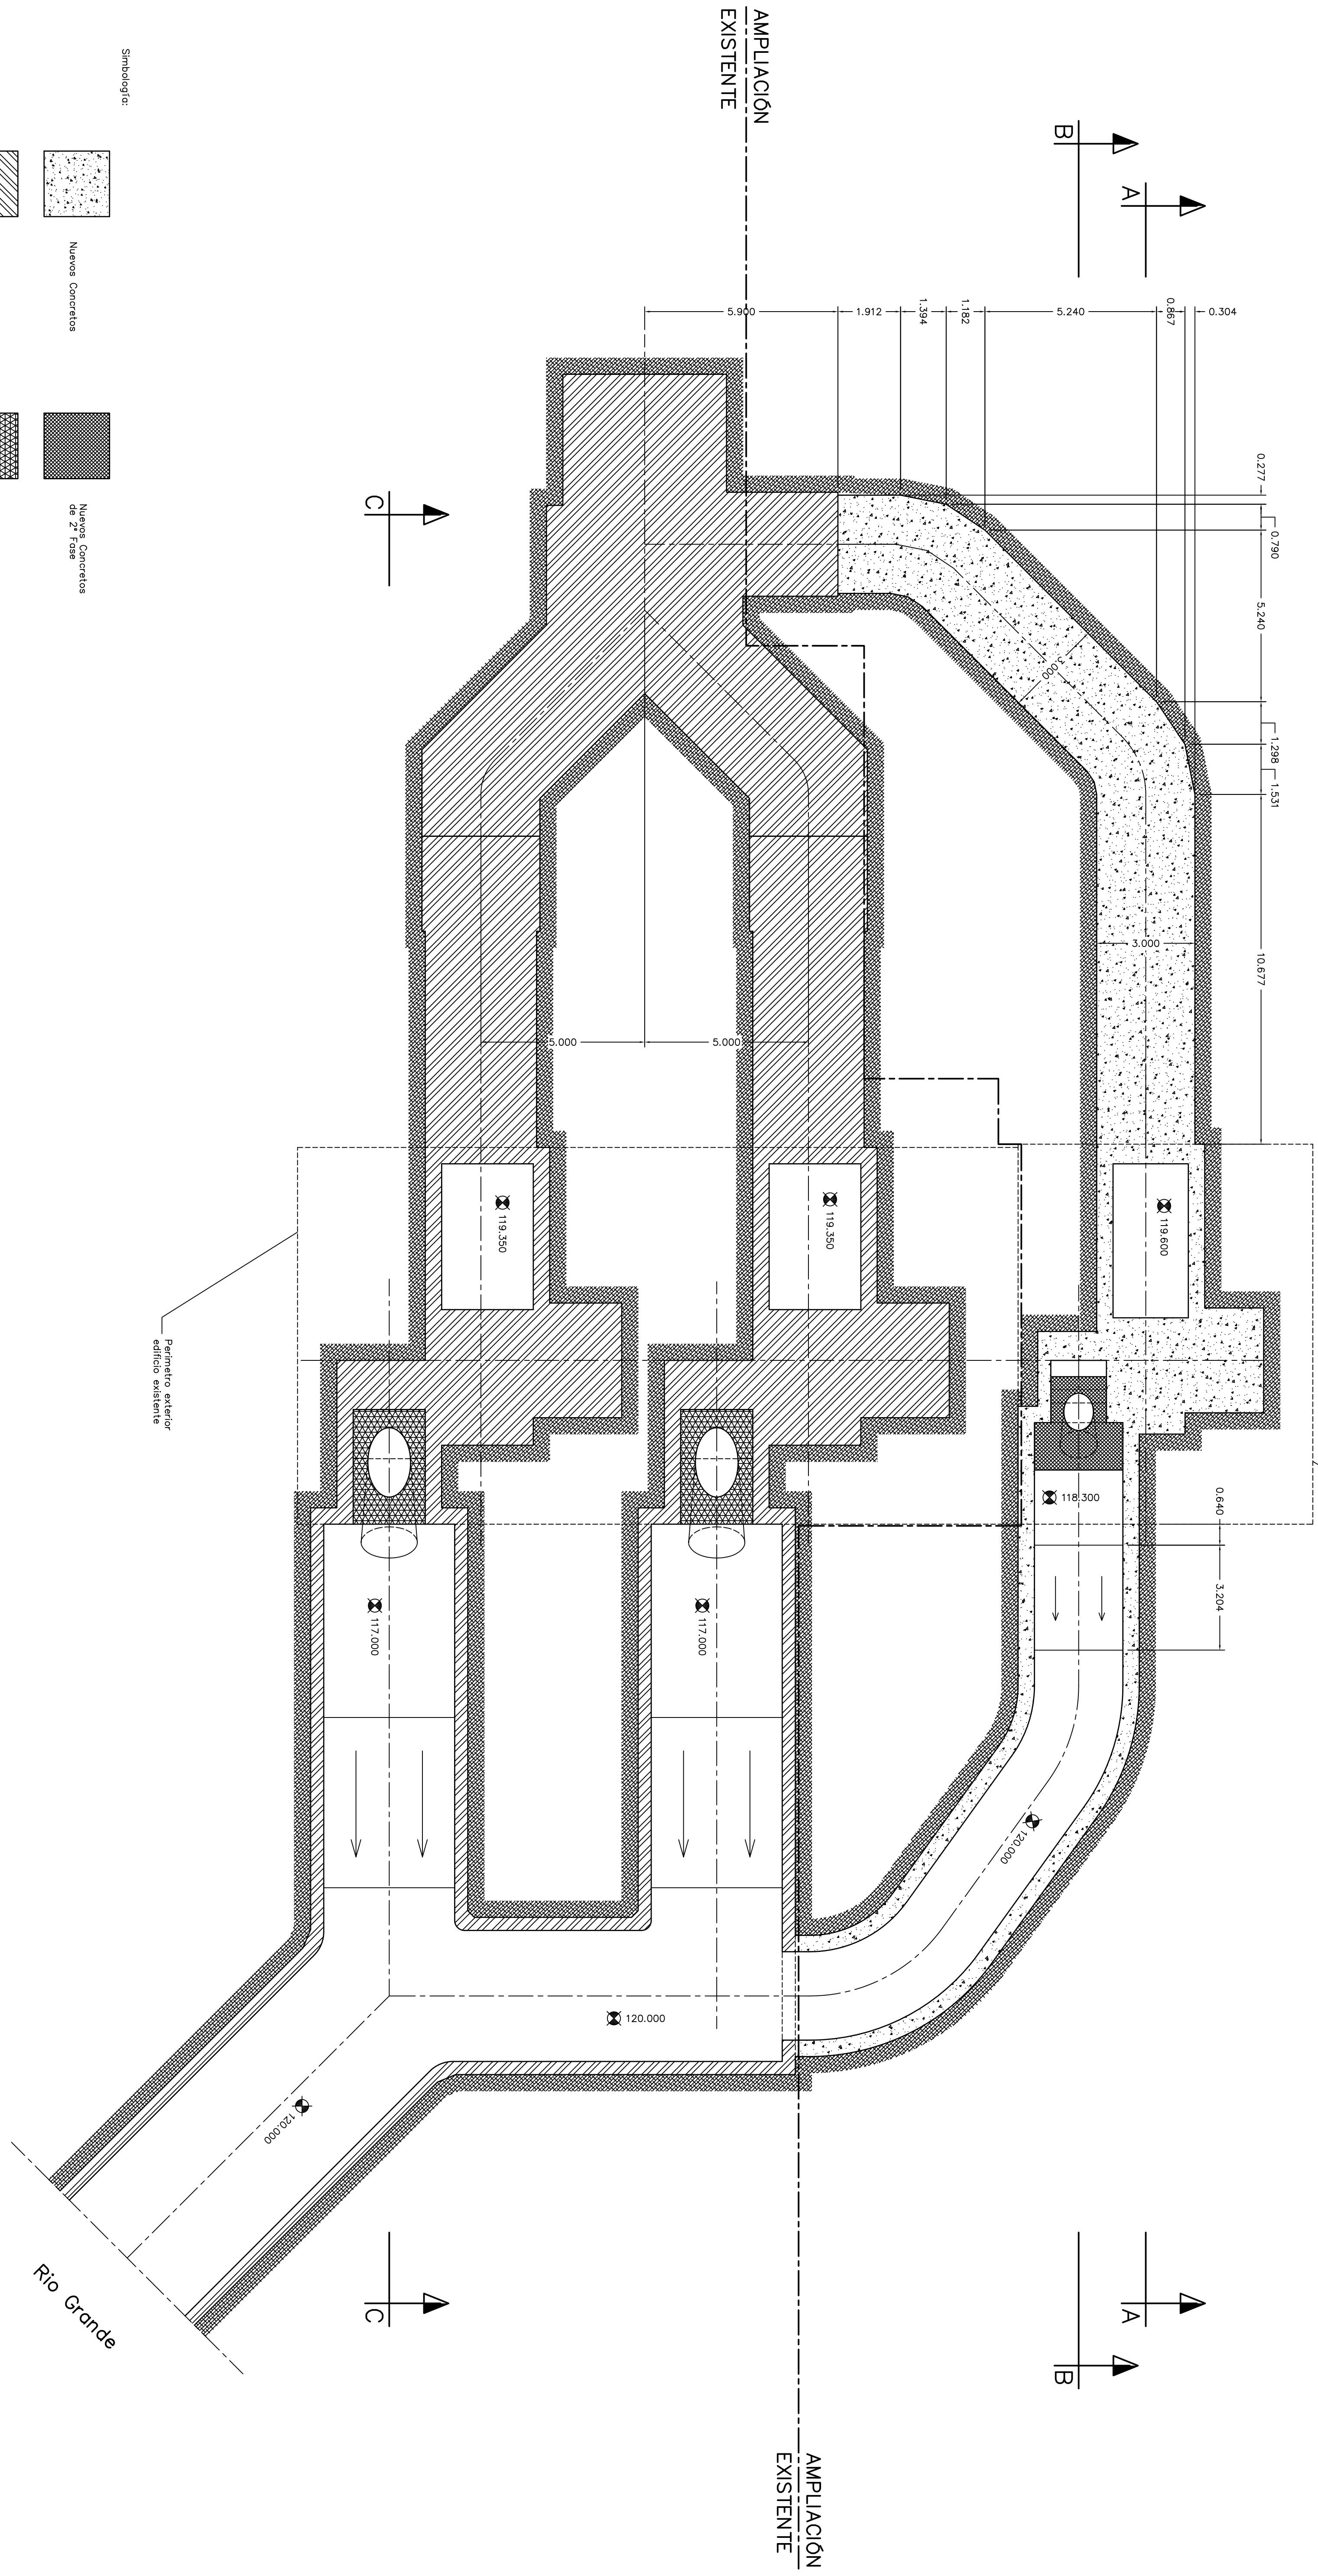 AMPLIACIÓN
EXISTENTE
B
A
Simbología:
Nuevos Concretos
Nuevos Concretos
de 2° Fase
5.900
1.912
1.394
1.182
5.240
0.867
0.304
0.277
0.790
5.240
1.298
1.531
10.677
C
3.000
3.000
5.000
5.000
119.350
119.350
119.600
Perimetro exterior
edificio existente
118.300
0.640
3.204
117.000
117.000
120.000
120.000
120.000
Rio Grande
C
A
B
AMPLIACIÓN
EXISTENTE